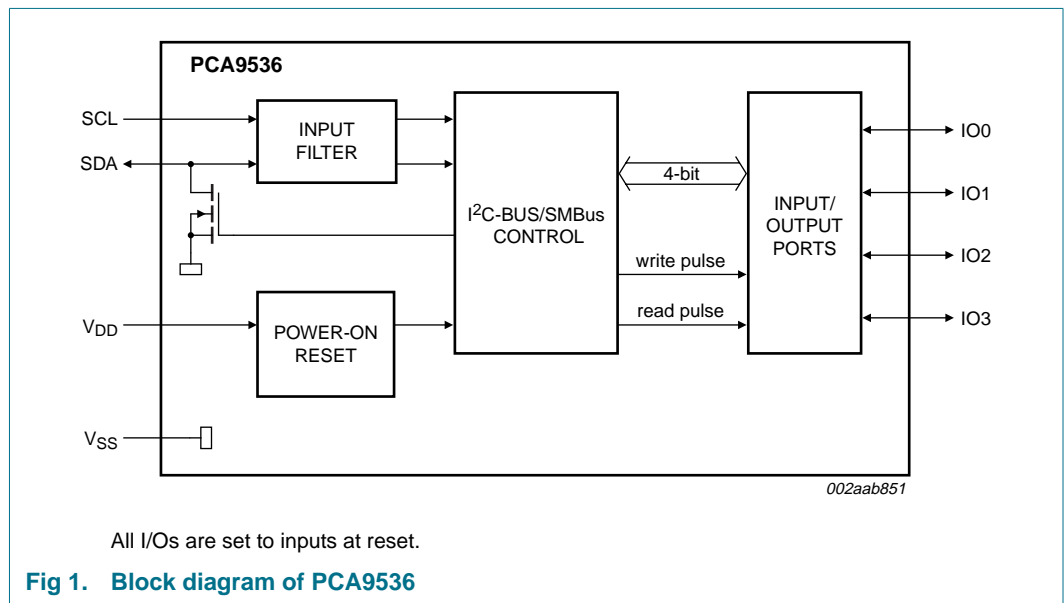 PCA9536
SCL
SDA
INPUT
FILTER
I²C-BUS/SMBus
CONTROL
4-bit
write pulse
read pulse
INPUT/
OUTPUT
PORTS
IO0
IO1
IO2
IO3
VDD
POWER-ON
RESET
VSS
002aab851
All I/Os are set to inputs at reset.
Fig 1. Block diagram of PCA9536